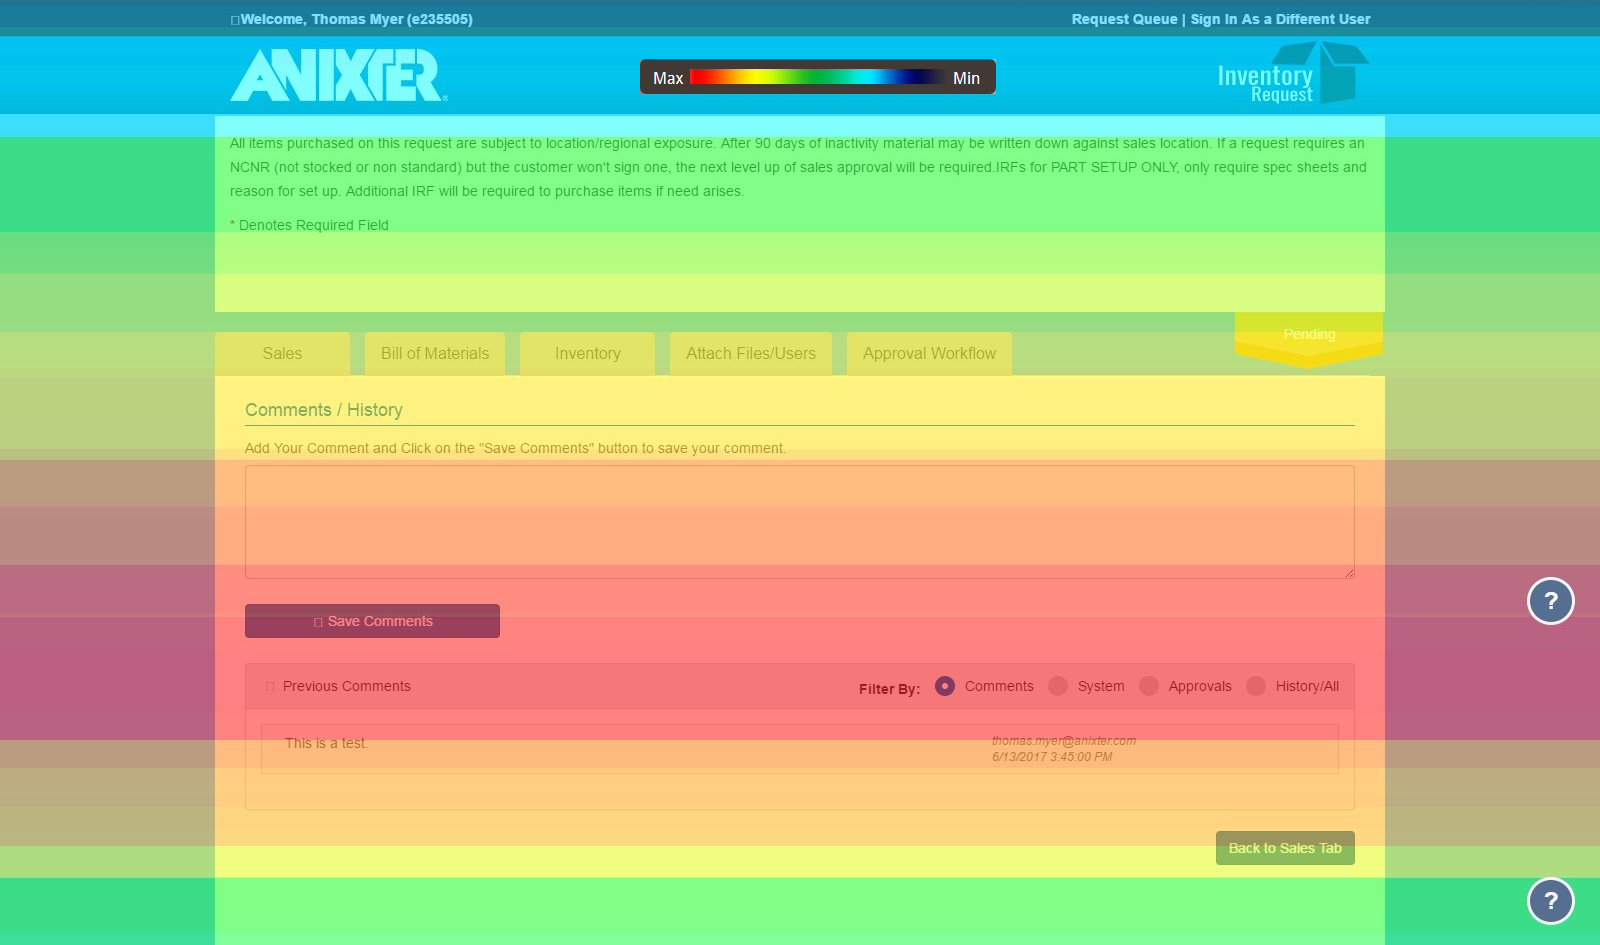 Welcome, Thomas Myer (e235505)
Request Queue | Sign In As a Different User
ANIXTER®
Max Min
Inventory
Request
All items purchased on this request are subject to location/regional exposure. After 90 days of inactivity material may be written down against sales location. If a request requires an
NCNR (not stocked or non standard) but the customer won't sign one, the next level up of sales approval will be required.IRFs for PART SETUP ONLY, only require spec sheets and
reason for set up. Additional IRF will be required to purchase items if need arises.
* Denotes Required Field
Pending
Sales Bill of Materials Inventory Attach Files/Users Approval Workflow
Comments / History
Add Your Comment and Click on the "Save Comments" button to save your comment.
Save Comments
?
Previous Comments Filter By: Comments System Approvals History/All
This is a test. thomas.myer@anixter.com
6/13/2017 3:45:00 PM
Back to Sales Tab
?